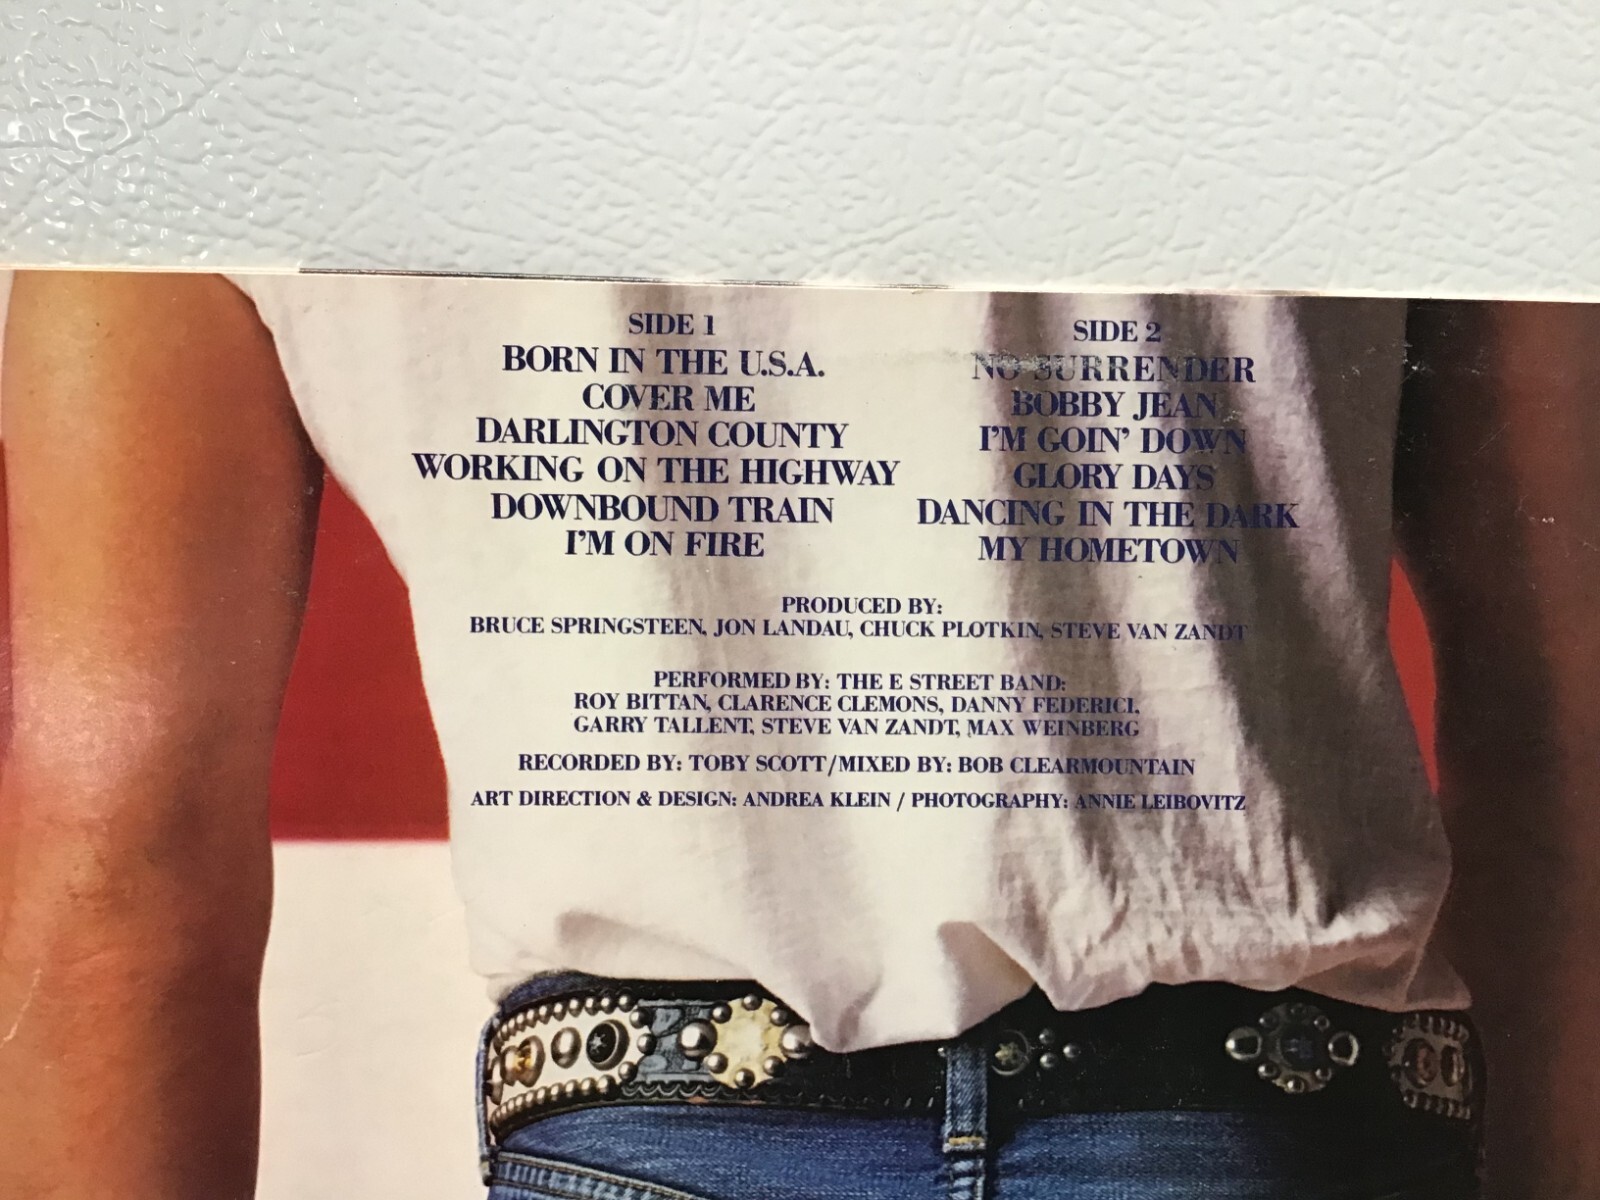 SIDE 1
BORN IN THE U.S.A.
COVER ME
DARLINGTON COUNTY
WORKING ON THE HIGHWAY
DOWNBOUND TRAIN
I'M ON FIRE
SIDE 2
NO SURRENDER
BOBBY JEAN
I'M GOIN' DOWN
GLORY DAYS
DANCING IN THE DARK
MY HOMETOWN
PRODUCED BY:
BRUCE SPRINGSTEEN, JON LANDAU, CHUCK PLOTKIN, STEVE VAN ZANDT
PERFORMED BY: THE E STREET BAND:
ROY BITTAN, CLARENCE CLEMONS, DANNY FEDERICI,
GARRY TALLENT, STEVE VAN ZANDT, MAX WEINBERG
RECORDED BY: TOBY SCOTT/MIXED BY: BOB CLEARMOUNTAIN
ART DIRECTION & DESIGN: ANDREA KLEIN / PHOTOGRAPHY: ANNIE LEIBOVITZ